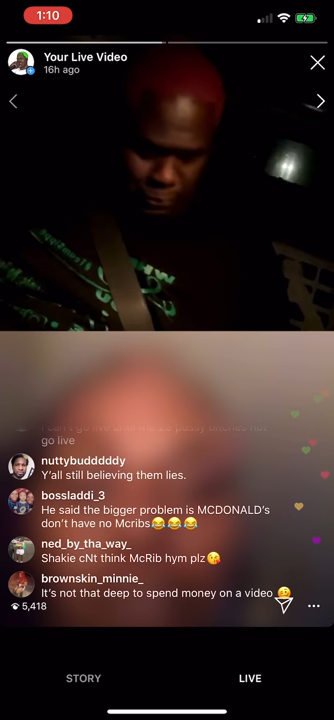 1:10
Your Live Video
16h ago
go live
nuttybudddddy
Y'all still believing them lies.
bossladdi_3
He said the bigger problem is MCDONALD's
don't have no Mcribs😂😂😂
ned_by_tha_way_
Shakie cNt think McRib hym plz😘
brownskin_minnie_
It's not that deep to spend money on a video
5,418
STORY
LIVE